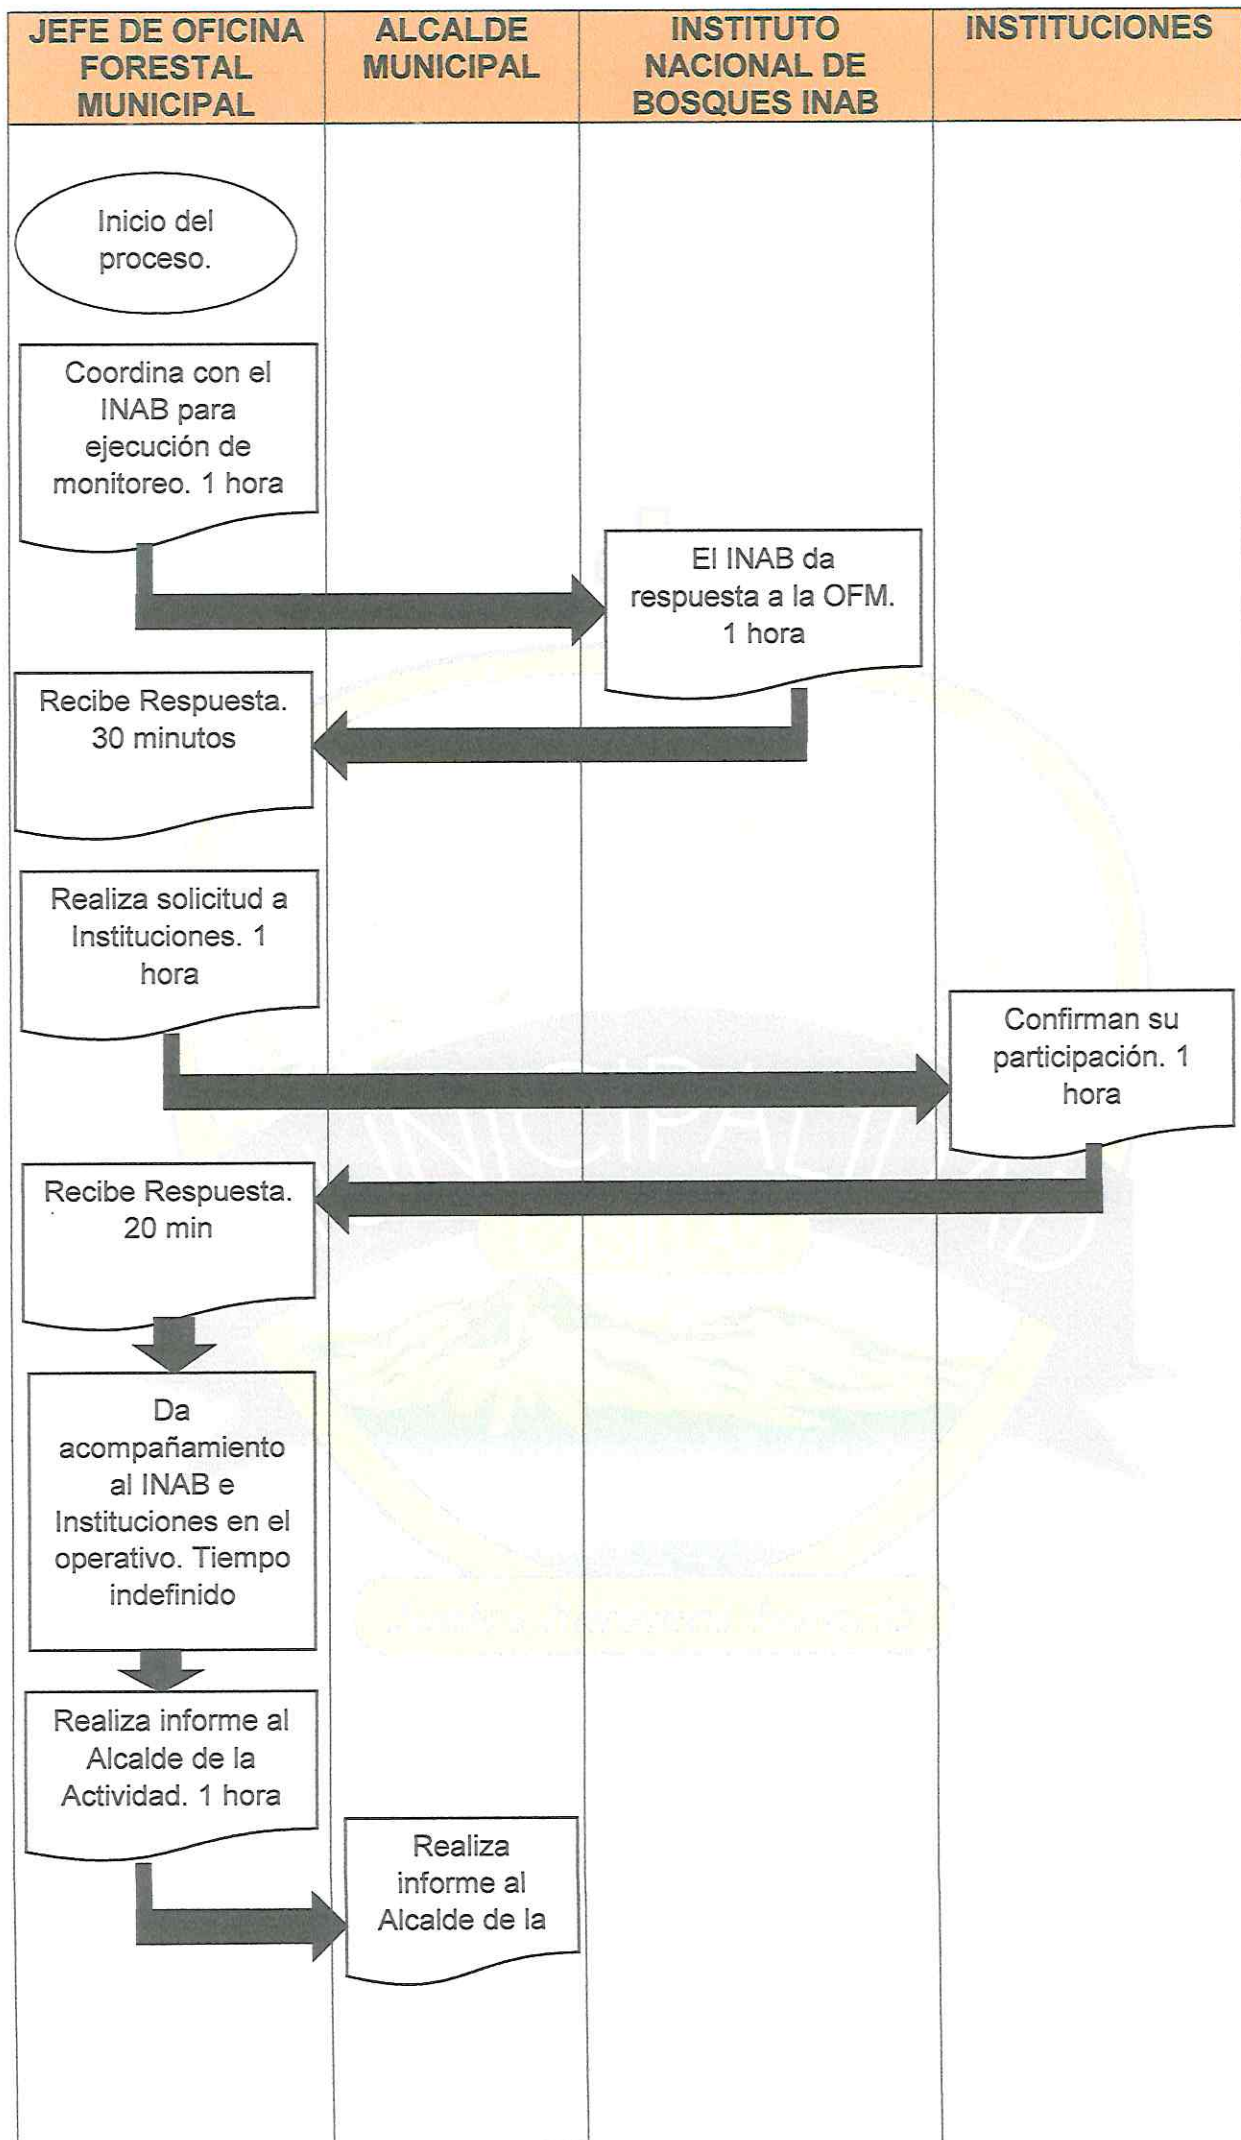 JEFE DE OFICINA
FORESTAL
MUNICIPAL
ALCALDE
MUNICIPAL
INSTITUTO
NACIONAL DE
BOSQUES INAB
INSTITUCIONES
Inicio del
proceso.
Coordina con el
INAB para
ejecución de
monitoreo. 1 hora
El INAB da
respuesta a la OFM.
1 hora
Recibe Respuesta.
30 minutos
Realiza solicitud a
Instituciones. 1
hora
Confirman su
participación. 1
hora
Recibe Respuesta.
20 min
Da
acompañamiento
al INAB e
Instituciones en el
operativo. Tiempo
indefinido
Realiza informe al
Alcalde de la
Actividad. 1 hora
Realiza
informe al
Alcalde de la